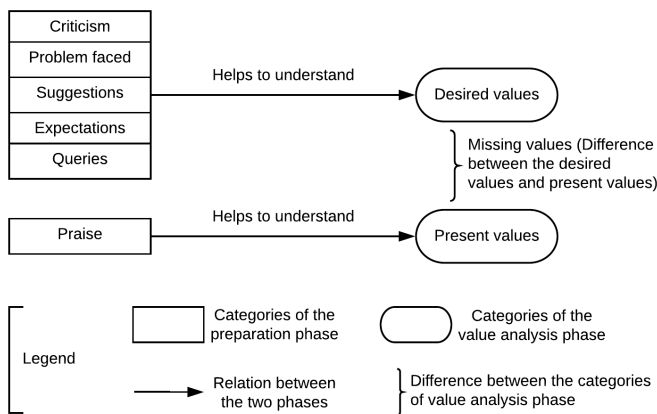 Criticism
Problem faced
Suggestions
Expectations
Queries
Helps to understand
Desired values
Missing values (Difference
between the desired
values and present values)
Praise
Helps to understand
Present values
Legend
Categories of the
preparation phase
Categories of the
value analysis phase
Relation between
the two phases
Difference between the categories
of value analysis phase